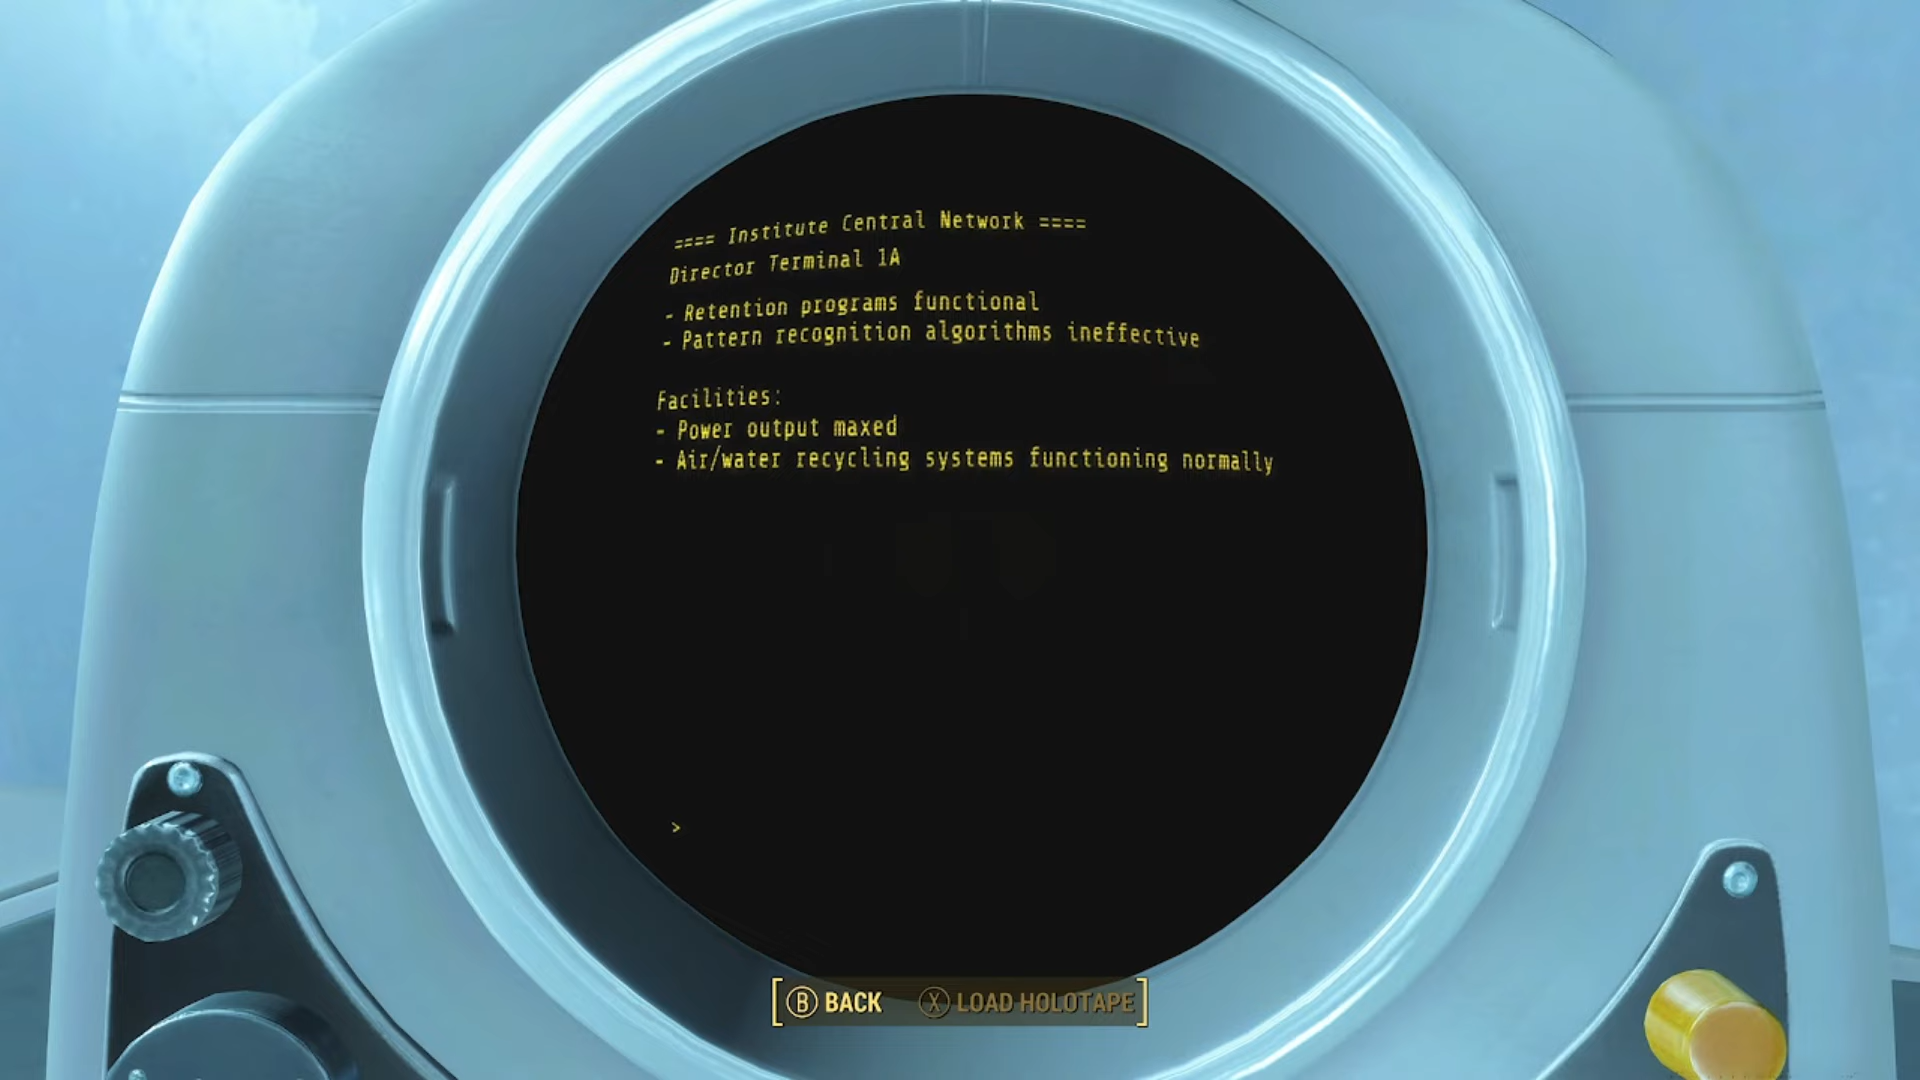 ==== Institute Central Network ====
Director Terminal 1A
- Retention programs functional
- Pattern recognition algorithms ineffective
Facilities:
- Power output maxed
- Air/water recycling systems functioning normally
>
[ B BACK X LOAD HOLOTAPE ]